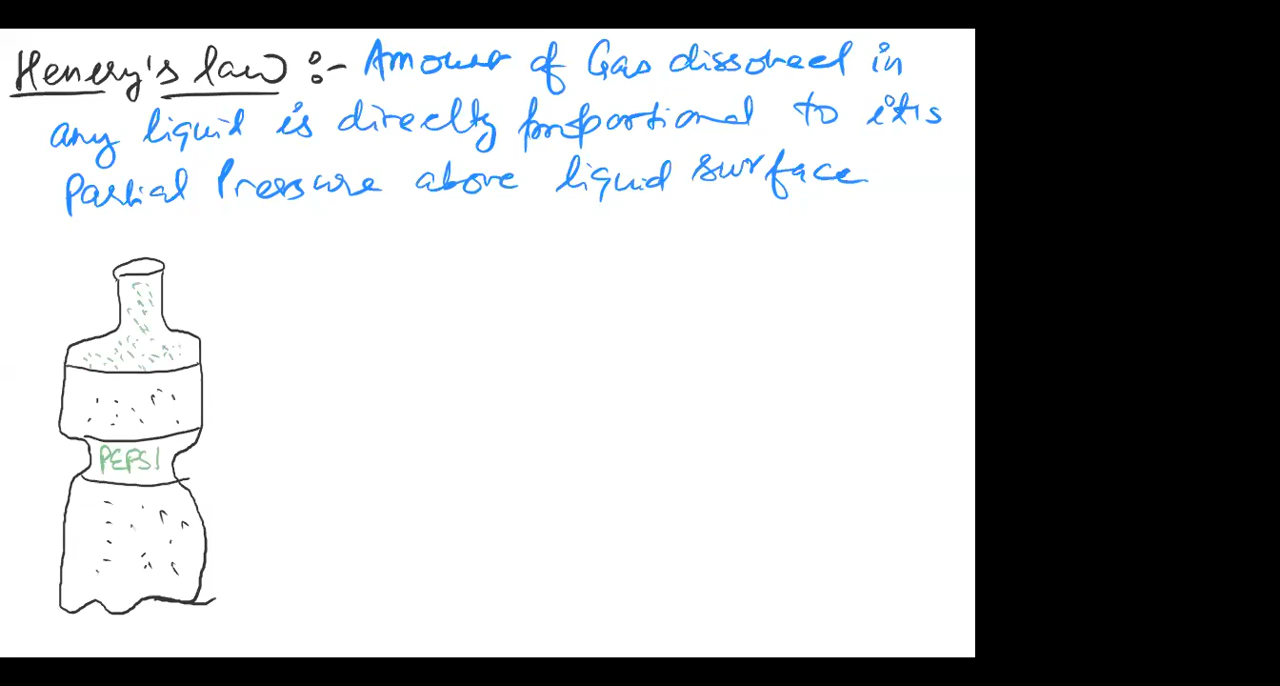 Henery's law :- Amount of Gas dissolved in
any liquid is directly proportional to it's
Partial Pressure above liquid surface
PEPSI